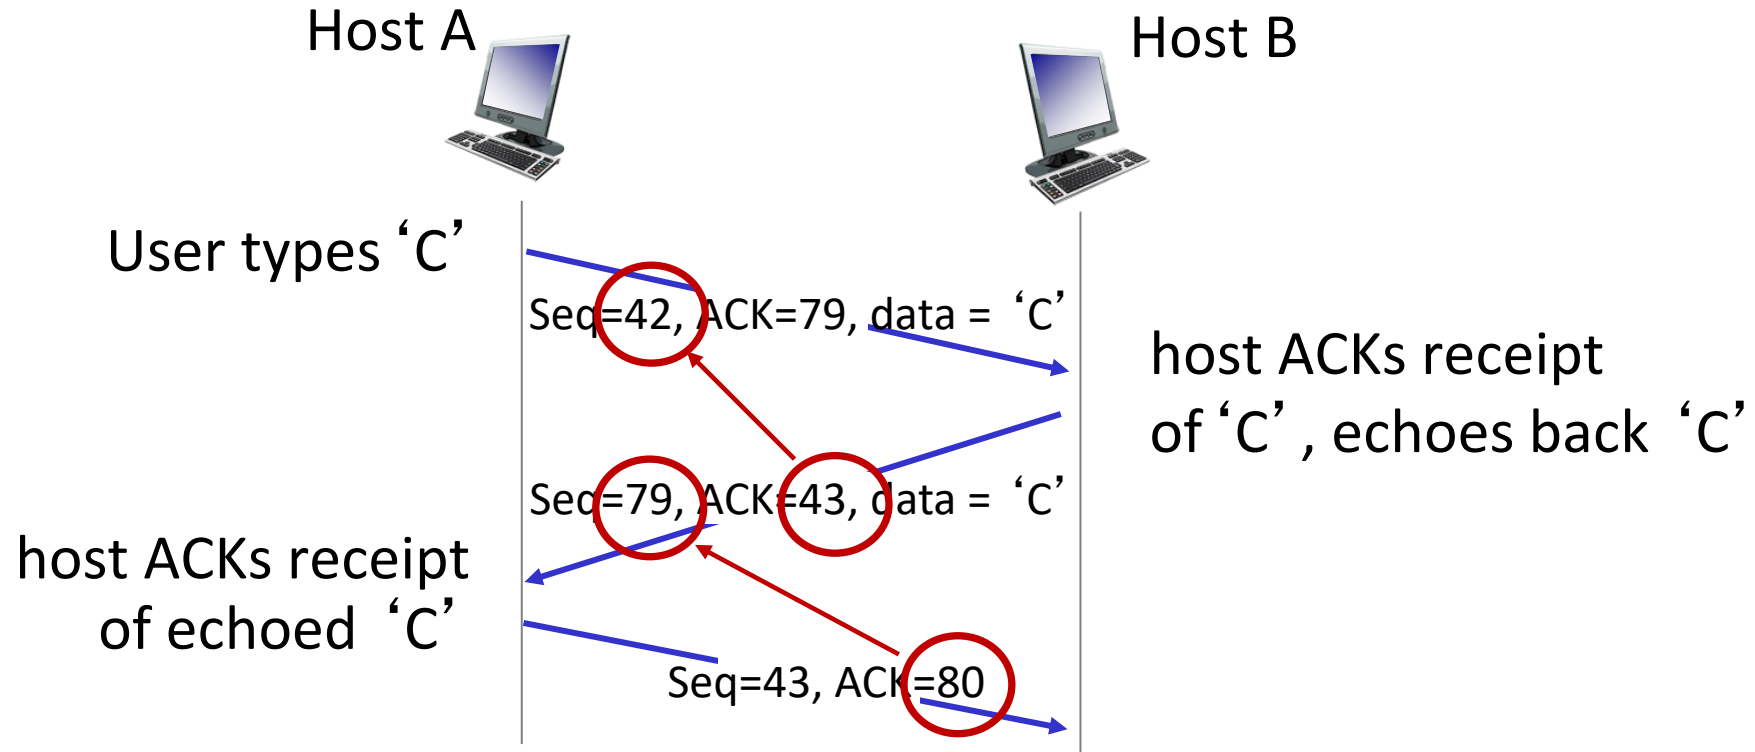 Host A
Host B
User types ‘C’
Seq=42, ACK=79, data = ‘C’
host ACKs receipt
of ‘C’, echoes back ‘C’
Seq=79, ACK=43, data = ‘C’
host ACKs receipt
of echoed ‘C’
Seq=43, ACK=80